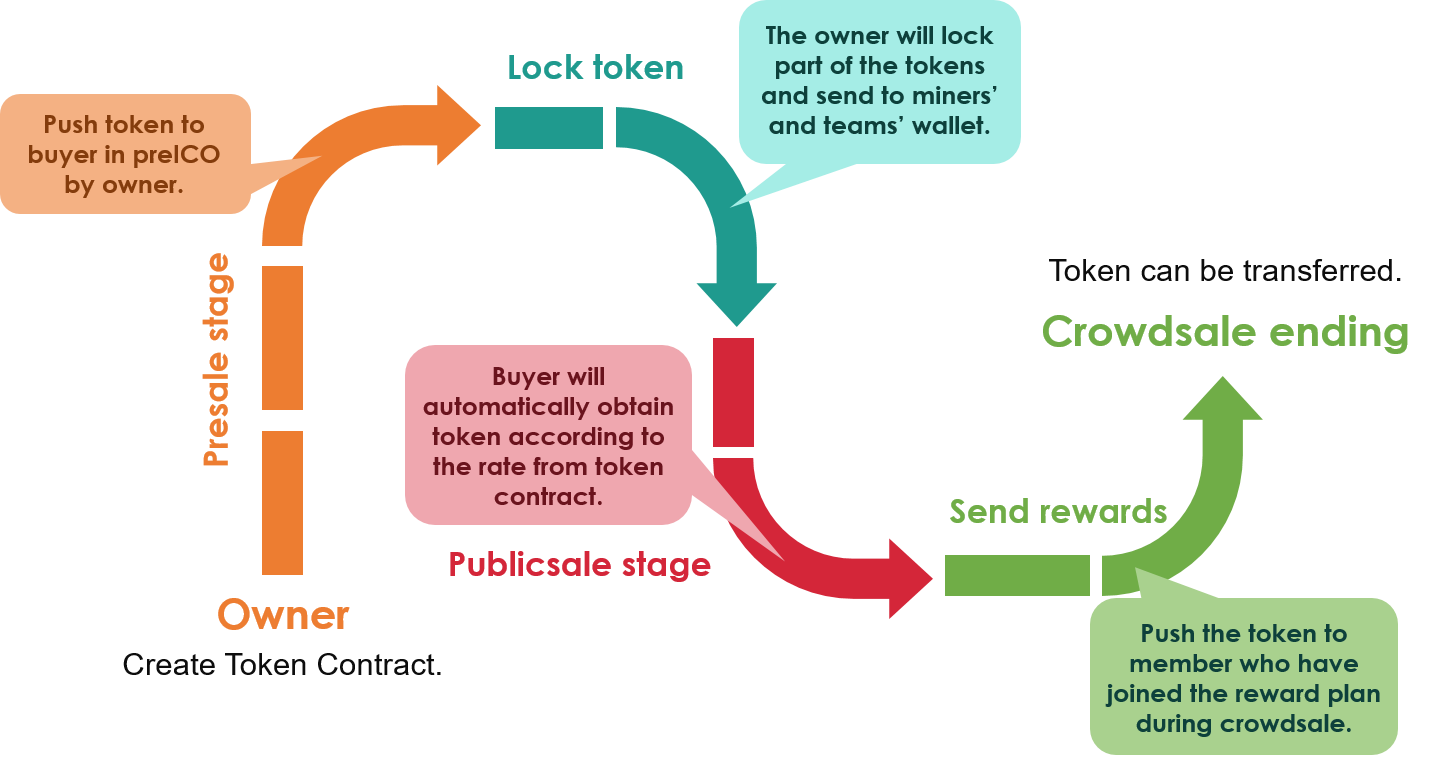 Lock token
The owner will lock
part of the tokens
and send to miners’
and teams’ wallet.
Push token to
buyer in preICO
by owner.
Presale stage
Owner
Create Token Contract.
Buyer will
automatically obtain
token according to
the rate from token
contract.
Publicsale stage
Token can be transferred.
Crowdsale ending
Send rewards
Push the token to
member who have
joined the reward plan
during crowdsale.